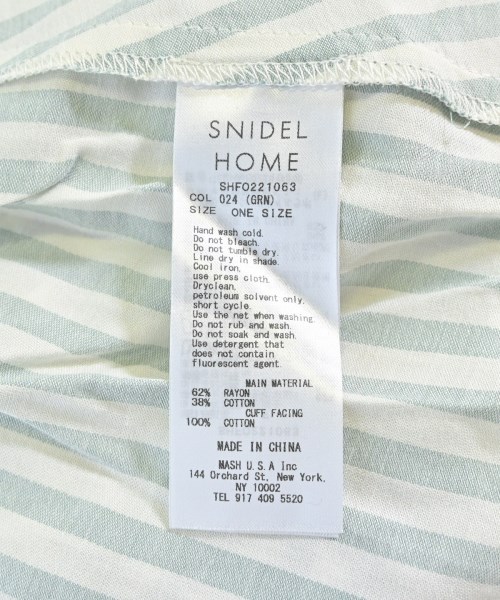 SNIDEL
HOME
SHFO221063
COL 024 (GRN)
SIZE ONE SIZE
Hand wash cold.
Do not bleach.
Do not tumble dry.
Line dry in shade.
Cool iron,
use press cloth.
Dryclean,
petroleum solvent only,
short cycle.
Use the net when washing.
Do not rub and wash.
Do not soak and wash.
Use detergent that
does not contain
fluorescent agent.
MAIN MATERIAL
62% RAYON
38% COTTON
CUFF FACING
100% COTTON
MADE IN CHINA
MASH U.S.A Inc
144 Orchard St, New York,
NY 10002
TEL 917 409 5520